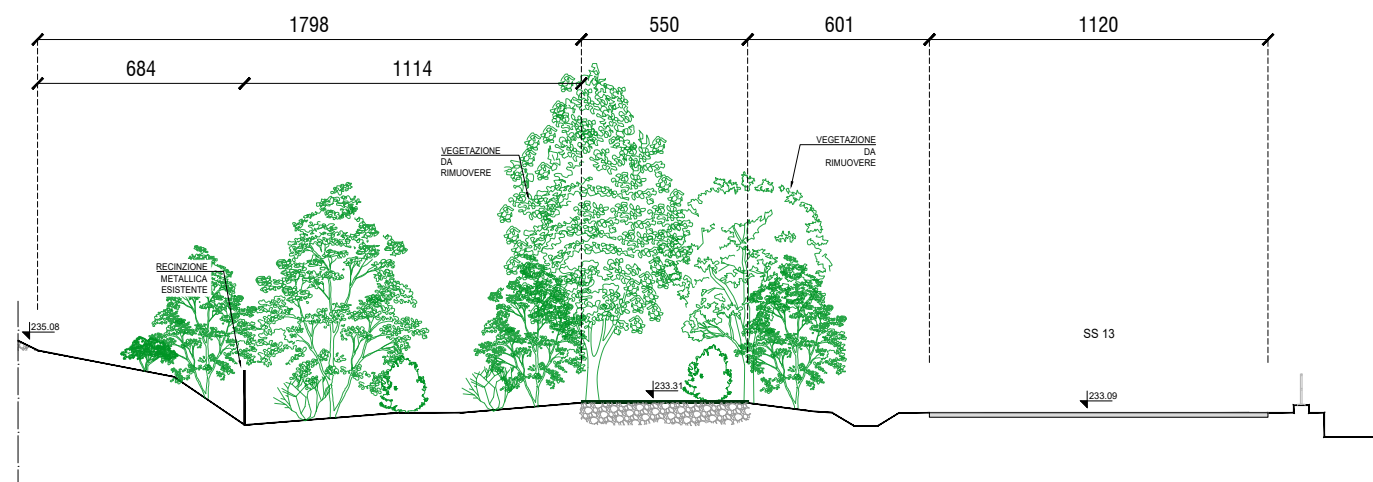 1798
550
601
1120
684
1114
VEGETAZIONE
DA
RIMUOVERE
VEGETAZIONE
DA
RIMUOVERE
RECINZIONE
METALLICA
ESISTENTE
235.08
SS 13
233.31
233.09